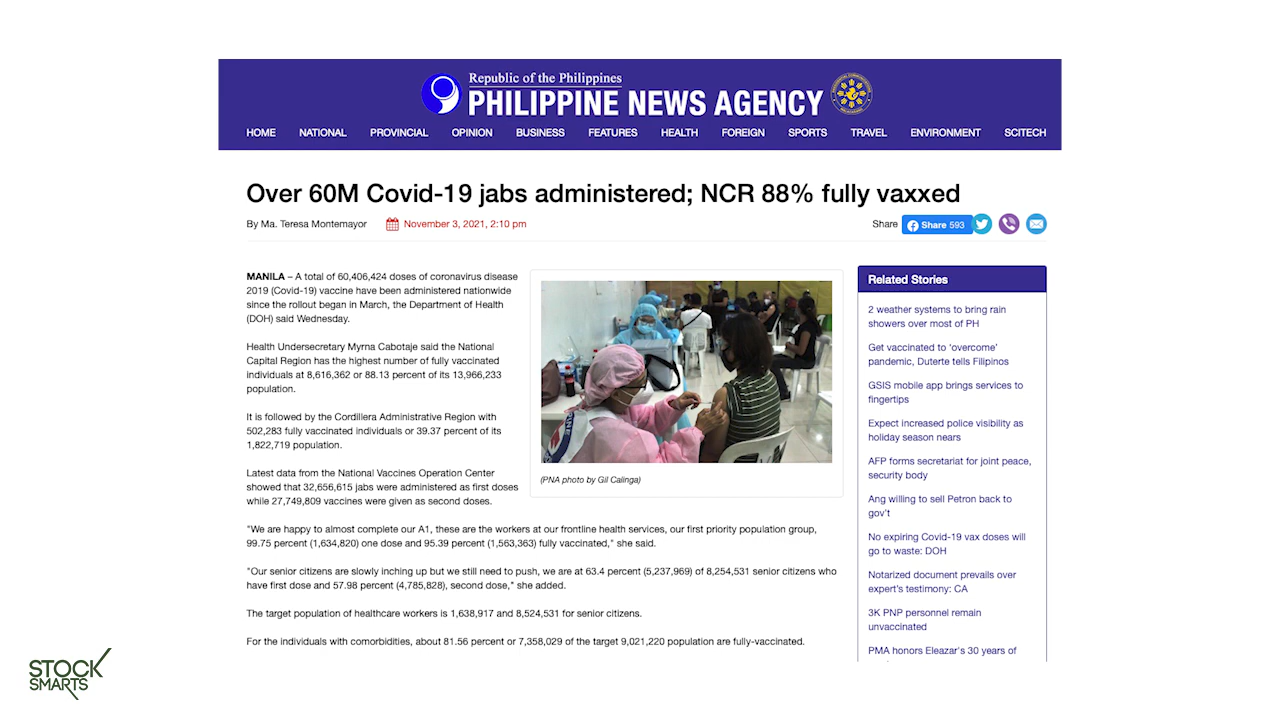 Republic of the Philippines
PHILIPPINE NEWS AGENCY
HOME NATIONAL PROVINCIAL OPINION BUSINESS FEATURES HEALTH FOREIGN SPORTS TRAVEL ENVIRONMENT SCITECH
Over 60M Covid-19 jabs administered; NCR 88% fully vaxxed
By Ma. Teresa Montemayor November 3, 2021, 2:10 pm
Share Share 593
MANILA – A total of 60,406,424 doses of coronavirus disease
2019 (Covid-19) vaccine have been administered nationwide
since the rollout began in March, the Department of Health
(DOH) said Wednesday.
Health Undersecretary Myrna Cabotaje said the National
Capital Region has the highest number of fully vaccinated
individuals at 8,616,362 or 88.13 percent of its 13,966,233
population.
It is followed by the Cordillera Administrative Region with
502,283 fully vaccinated individuals or 39.37 percent of its
1,822,719 population.
Latest data from the National Vaccines Operation Center
showed that 32,656,615 jabs were administered as first doses
while 27,749,809 vaccines were given as second doses.
(PNA photo by Gil Calinga)
"We are happy to almost complete our A1, these are the workers at our frontline health services, our first priority population group,
99.75 percent (1,634,820) one dose and 95.39 percent (1,563,363) fully vaccinated," she said.
"Our senior citizens are slowly inching up but we still need to push, we are at 63.4 percent (5,237,969) of 8,254,531 senior citizens who
have first dose and 57.98 percent (4,785,828), second dose," she added.
The target population of healthcare workers is 1,638,917 and 8,524,531 for senior citizens.
For the individuals with comorbidities, about 81.56 percent or 7,358,029 of the target 9,021,220 population are fully-vaccinated.
Related Stories
2 weather systems to bring rain
showers over most of PH
Get vaccinated to ‘overcome’
pandemic, Duterte tells Filipinos
GSIS mobile app brings services to
fingertips
Expect increased police visibility as
holiday season nears
AFP forms secretariat for joint peace,
security body
Ang willing to sell Petron back to
gov’t
No expiring Covid-19 vax doses will
go to waste: DOH
Notarized document prevails over
expert’s testimony: CA
3K PNP personnel remain
unvaccinated
PMA honors Eleazar’s 30 years of
STOCK
SMARTS